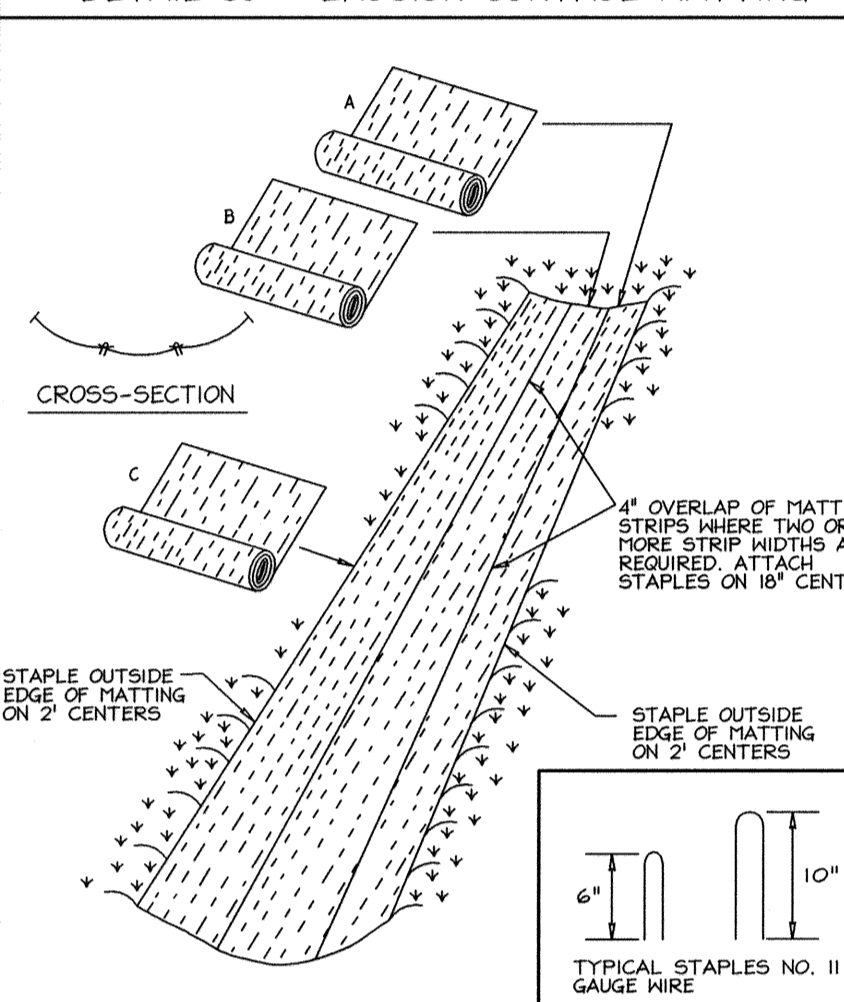 A
B
CROSS-SECTION
C
4" OVERLAP OF MATT
STRIPS WHERE TWO OR
MORE STRIP WIDTHS A
REQUIRED. ATTACH
STAPLES ON 18" CENT
STAPLE OUTSIDE
EDGE OF MATTING
ON 2' CENTERS
STAPLE OUTSIDE
EDGE OF MATTING
ON 2' CENTERS
6"
10"
TYPICAL STAPLES NO. 11
GAUGE WIRE